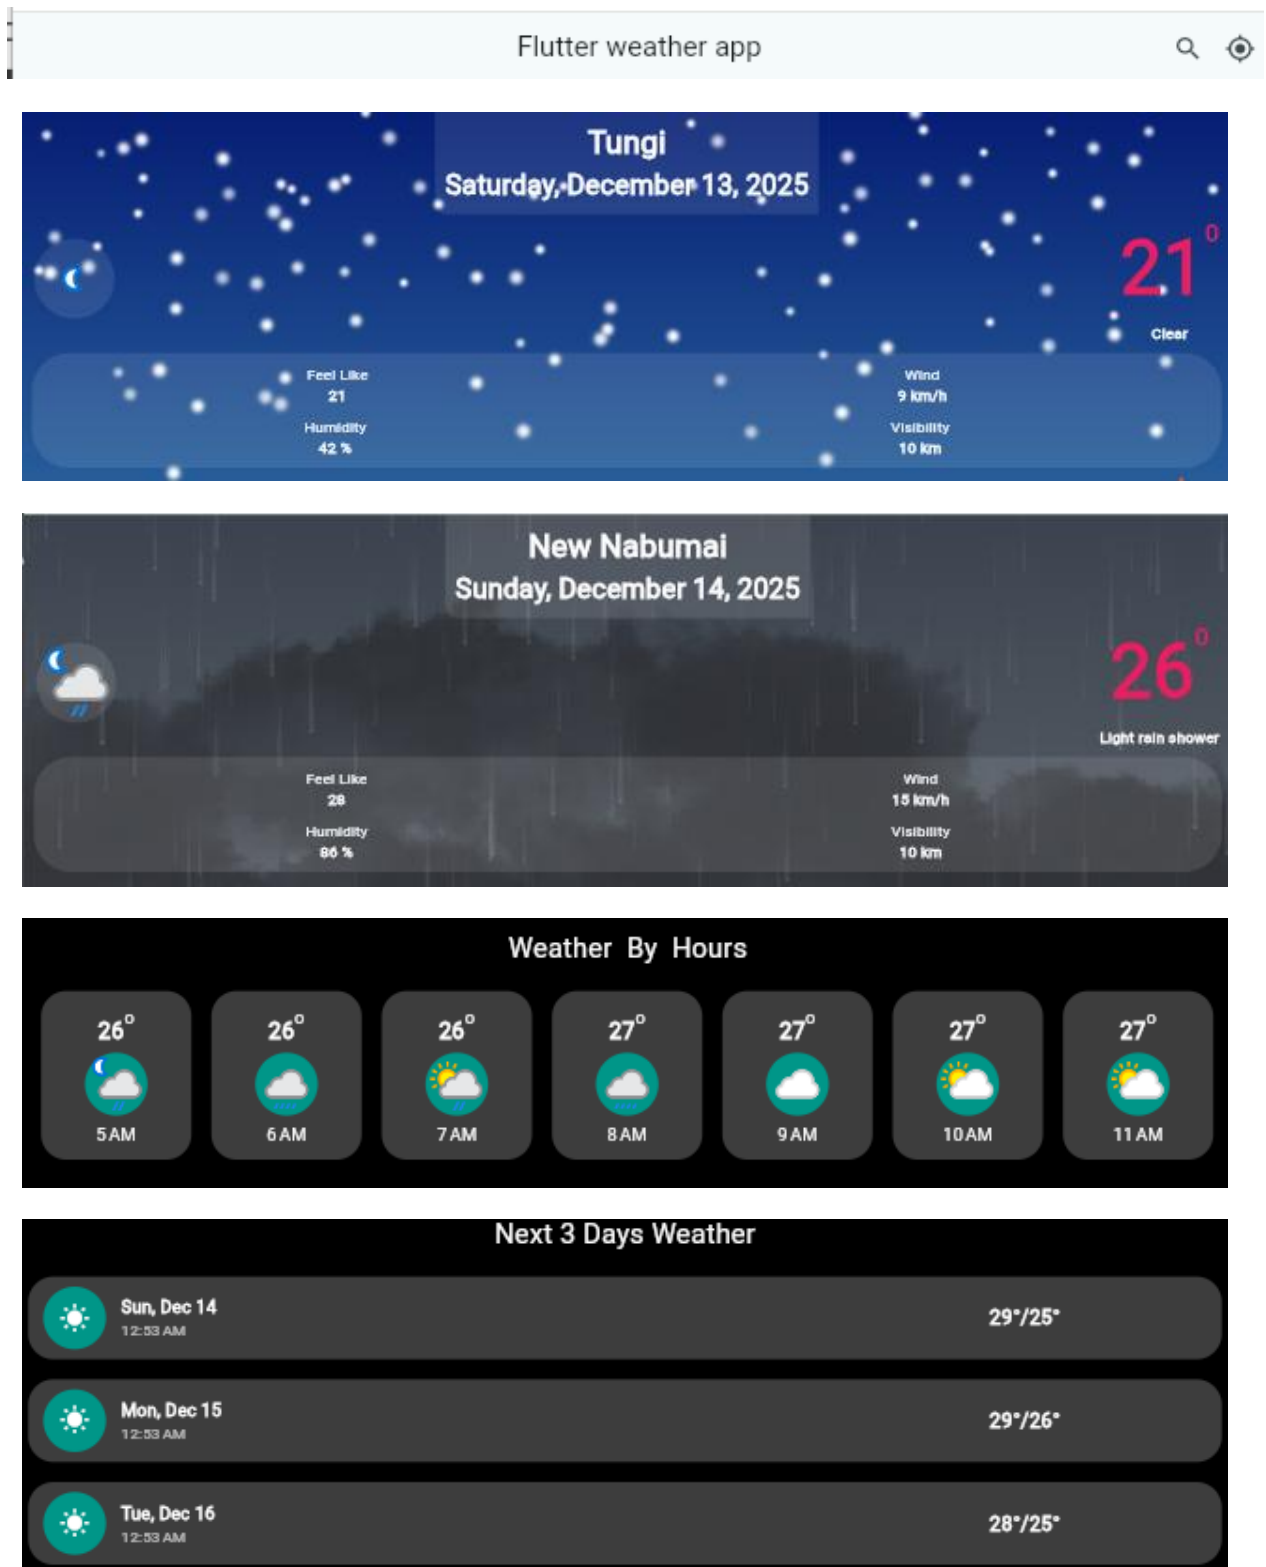 Flutter weather app
Tungi
Saturday, December 13, 2025
21°
Clear
Feel Like Wind
21 9 km/h
Humidity Visibility
42 % 10 km
New Nabumai
Sunday, December 14, 2025
26°
Light rain shower
Feel Like Wind
28 15 km/h
Humidity Visibility
86 % 10 km
Weather By Hours
26° 26° 26° 27° 27° 27° 27°
5 AM 6 AM 7 AM 8 AM 9 AM 10 AM 11 AM
Next 3 Days Weather
Sun, Dec 14 29°/25°
12:53 AM
Mon, Dec 15 29°/26°
12:53 AM
Tue, Dec 16 28°/25°
12:53 AM